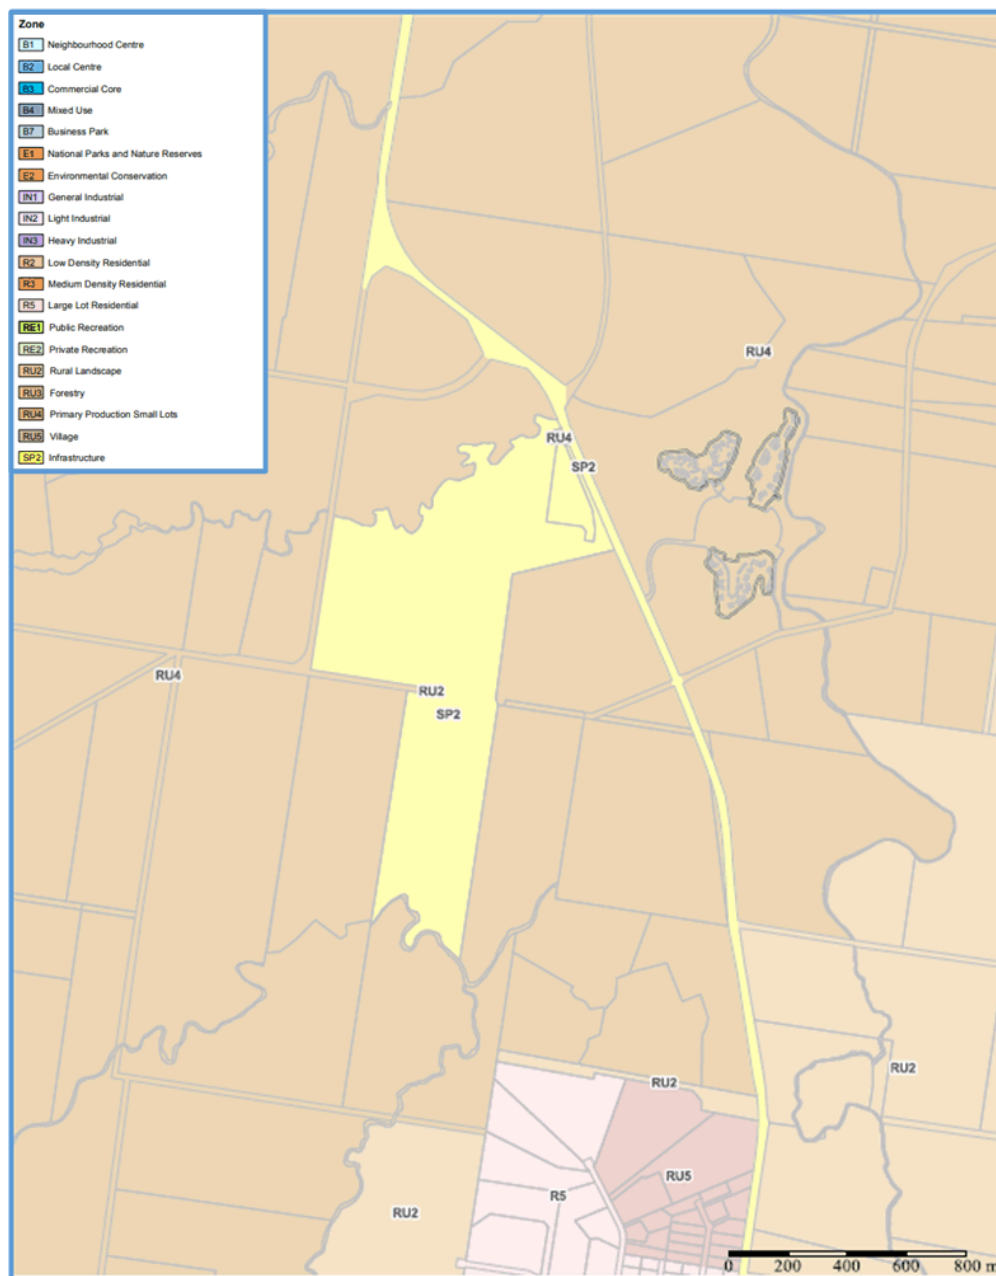 Zone
B1 Neighbourhood Centre
B2 Local Centre
B3 Commercial Core
B4 Mixed Use
B7 Business Park
E1 National Parks and Nature Reserves
E2 Environmental Conservation
IN1 General Industrial
IN2 Light Industrial
IN3 Heavy Industrial
R2 Low Density Residential
R3 Medium Density Residential
R5 Large Lot Residential
RE1 Public Recreation
RE2 Private Recreation
RU2 Rural Landscape
RU3 Forestry
RU4 Primary Production Small Lots
RU5 Village
SP2 Infrastructure
RU4
RU4
SP2
RU4
RU2
SP2
RU2
RU2
RU5
R5
RU2
0 200 400 600 800 m